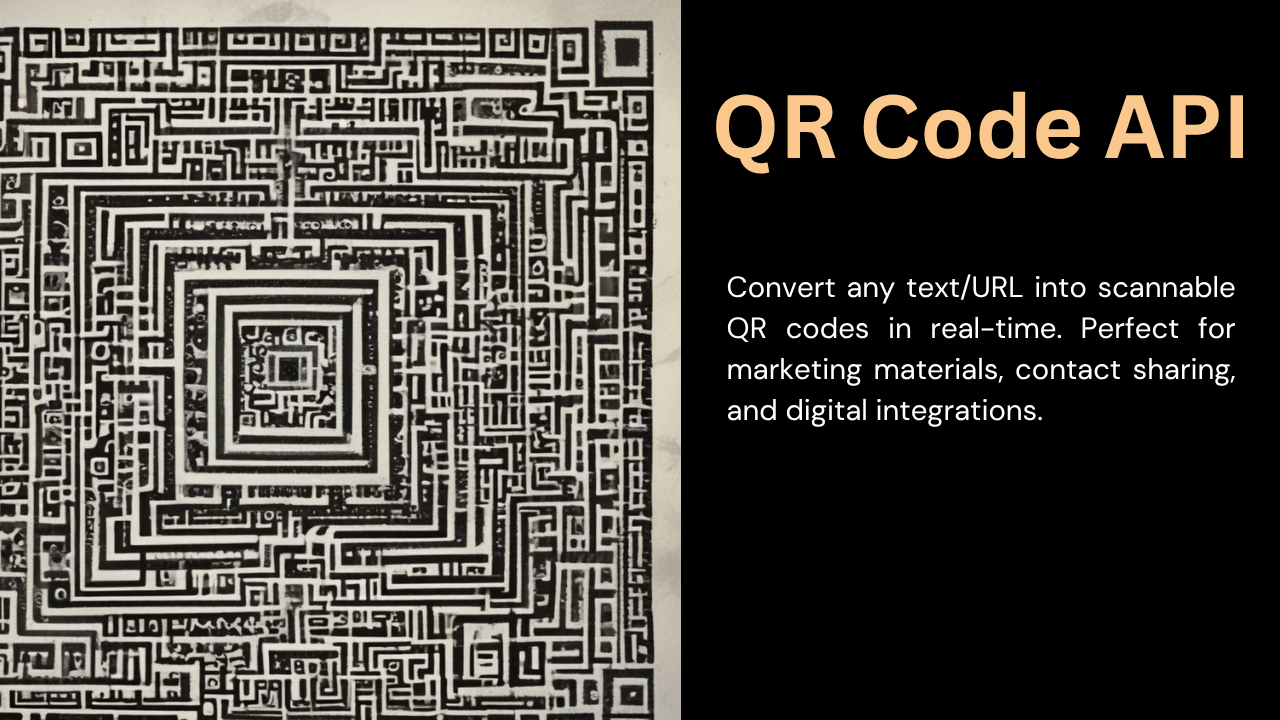 QR Code API
Convert any text/URL into scannable
QR codes in real-time. Perfect for
marketing materials, contact sharing,
and digital integrations.